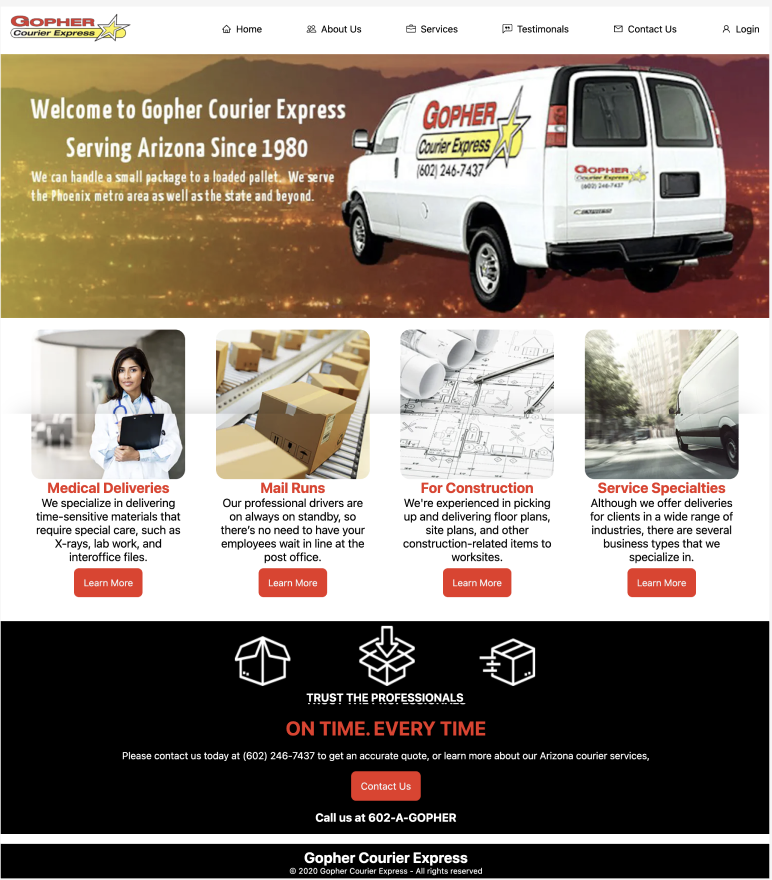 GOPHER
Courier Express
Home
About Us
Services
Testimonals
Contact Us
Login
Welcome to Gopher Courier Express
Serving Arizona Since 1980
We can handle a small package to a loaded pallet. We serve
the Phoenix metro area as well as the state and beyond.
GOPHER
Courier Express
(602) 246-7437
GOPHER
Courier Express
(602) 246-7437
Medical Deliveries
We specialize in delivering
time-sensitive materials that
require special care, such as
X-rays, lab work, and
interoffice files.
Learn More
Mail Runs
Our professional drivers are
on always on standby, so
there's no need to have your
employees wait in line at the
post office.
Learn More
For Construction
We're experienced in picking
up and delivering floor plans,
site plans, and other
construction-related items to
worksites.
Learn More
Service Specialties
Although we offer deliveries
for clients in a wide range of
industries, there are several
business types that we
specialize in.
Learn More
TRUST THE PROFESSIONALS
ON TIME. EVERY TIME
Please contact us today at (602) 246-7437 to get an accurate quote, or learn more about our Arizona courier services,
Contact Us
Call us at 602-A-GOPHER
Gopher Courier Express
© 2020 Gopher Courier Express - All rights reserved